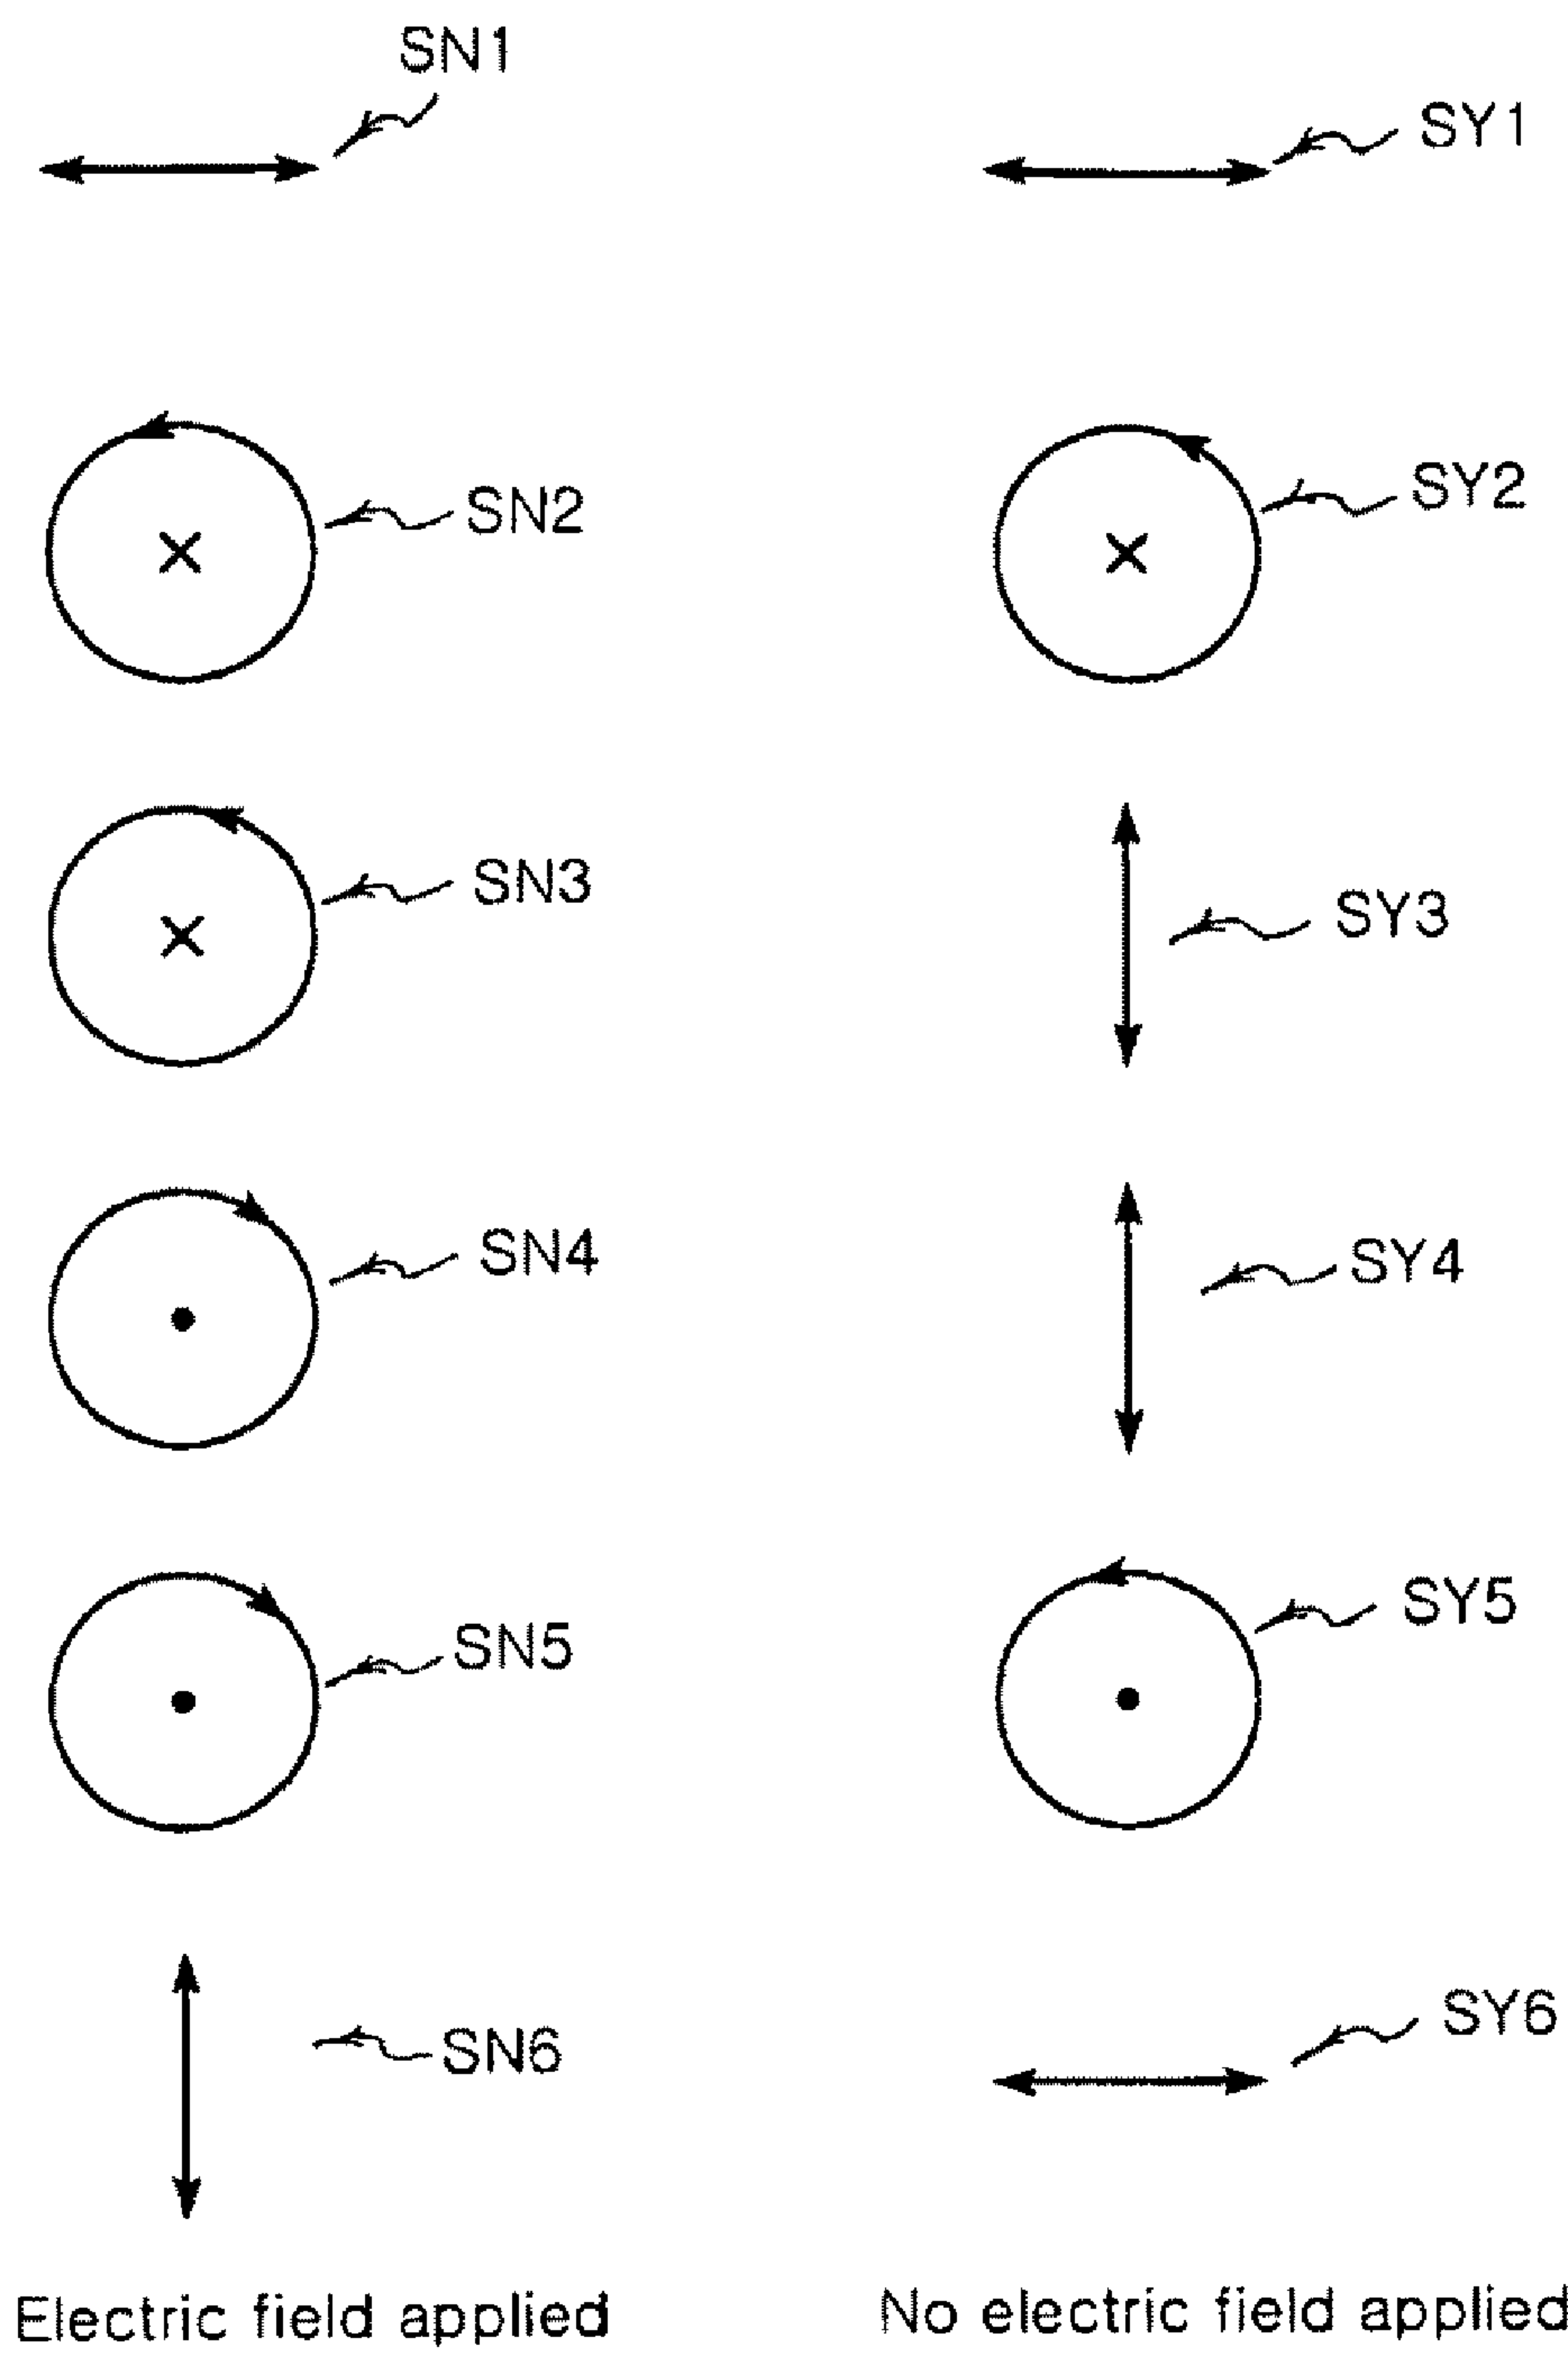 SN1
SY1
SN2
SY2
SN3
SY3
SN4
SY4
SN5
SY5
SN6
SY6
Electric field applied
No electric field applied